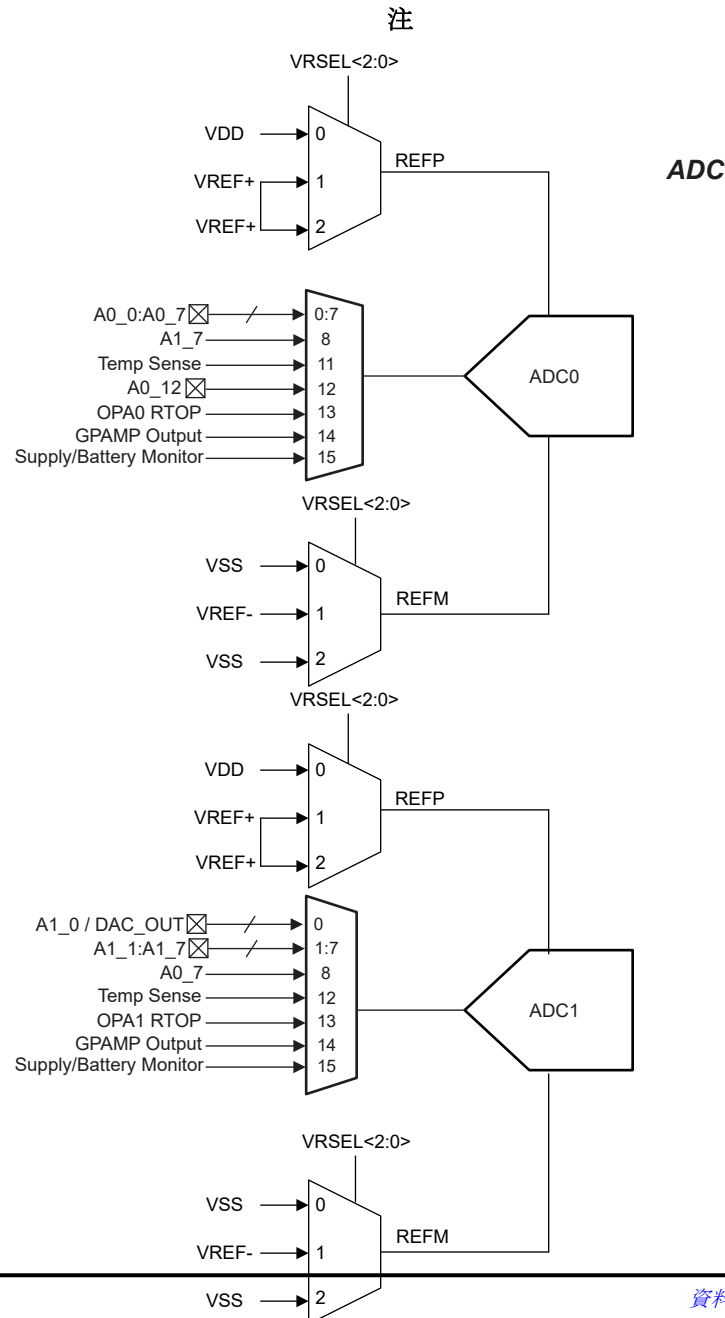 注
VRSEL<2:0>
VDD 0
VREF+ 1
VREF+ 2
REFP
ADC
A0_0:A0_7 0:7
A1_7 8
Temp Sense 11
A0_12 12
OPA0 RTOP 13
GPAMP Output 14
Supply/Battery Monitor 15
ADC0
VRSEL<2:0>
VSS 0
VREF- 1
VSS 2
REFM
VRSEL<2:0>
VDD 0
VREF+ 1
VREF+ 2
REFP
A1_0 / DAC_OUT 0
A1_1:A1_7 1:7
A0_7 8
Temp Sense 12
OPA1 RTOP 13
GPAMP Output 14
Supply/Battery Monitor 15
ADC1
VRSEL<2:0>
VSS 0
VREF- 1
VSS 2
REFM
資料